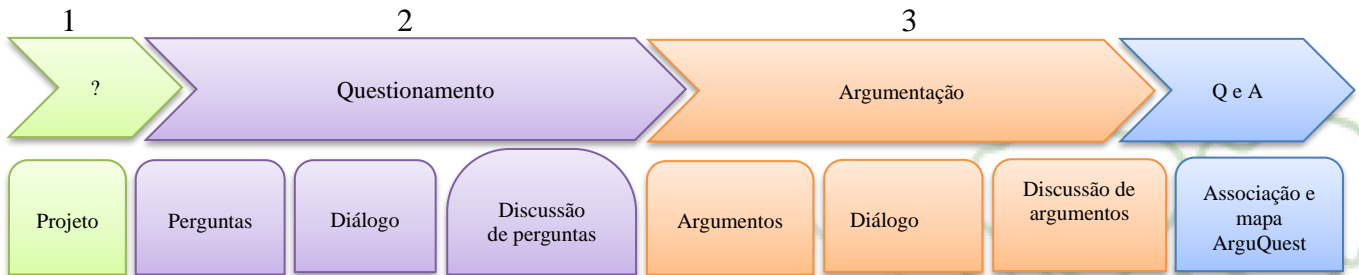 1
2
3
?
Questionamento
Argumentação
Q e A
Projeto
Perguntas
Diálogo
Discussão
de perguntas
Argumentos
Diálogo
Discussão de
argumentos
Associação e
mapa
ArguQuest